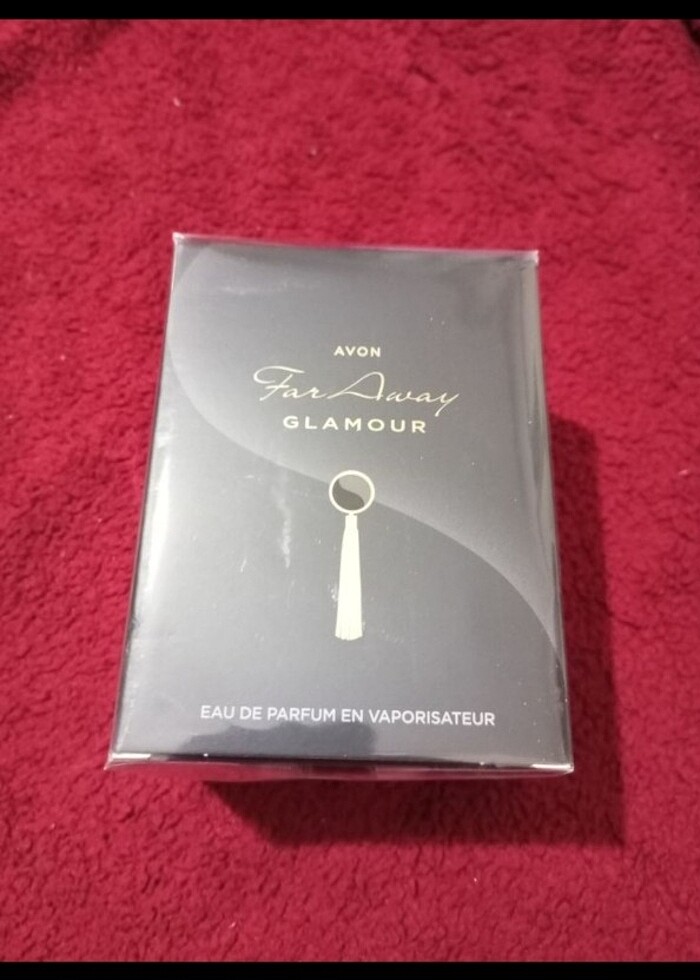 AVON
Far Away
GLAMOUR
EAU DE PARFUM EN VAPORISATEUR